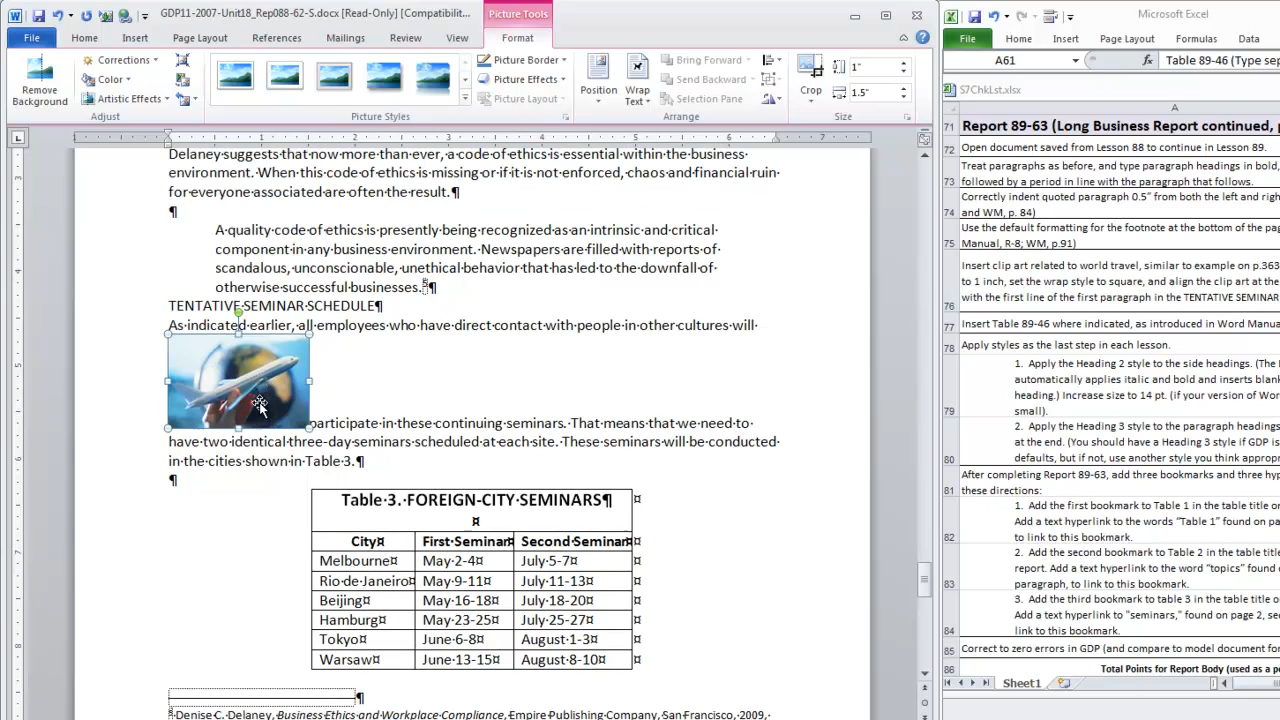 GDP11-2007-Unit18_Rep088-62-S.docx [Read-Only] [Compatibilit...
Picture Tools
Microsoft Excel
File Home Insert Page Layout References Mailings Review View Format
File Home Insert Page Layout Formulas Data
Remove Background
Corrections
Color
Artistic Effects
Adjust
Picture Styles
Picture Border
Picture Effects
Picture Layout
Position
Wrap Text
Bring Forward
Send Backward
Selection Pane
Arrange
Crop
1"
1.5"
Size
A61
fx
Table 89-46 (Type sep
S7ChkLst.xlsx
A
Delaney·suggests·that·now·more·than·ever,·a·code·of·ethics·is·essential·within·the·business·
environment.·When·this·code·of·ethics·is·missing·or·if·it·is·not·enforced,·chaos·and·financial·ruin·
for·everyone·associated·are·often·the·result.¶
¶
A·quality·code·of·ethics·is·presently·being·recognized·as·an·intrinsic·and·critical·
component·in·any·business·environment.·Newspapers·are·filled·with·reports·of·
scandalous,·unconscionable,·unethical·behavior·that·has·led·to·the·downfall·of·
otherwise·successful·businesses.¶
TENTATIVE·SEMINAR·SCHEDULE¶
As·indicated·earlier,·all·employees·who·have·direct·contact·with·people·in·other·cultures·will·
participate·in·these·continuing·seminars.·That·means·that·we·need·to·
have·two·identical·three-day·seminars·scheduled·at·each·site.·These·seminars·will·be·conducted·
in·the·cities·shown·in·Table·3.¶
¶
Table·3.·FOREIGN-CITY·SEMINARS¶
¤
City¤ First·Seminar¤ Second·Seminar¤ ¤
Melbourne¤ May·2-4¤ July·5-7¤ ¤
Rio·de·Janeiro¤ May·9-11¤ July·11-13¤ ¤
Beijing¤ May·16-18¤ July·18-20¤ ¤
Hamburg¤ May·23-25¤ July·25-27¤ ¤
Tokyo¤ June·6-8¤ August·1-3¤ ¤
Warsaw¤ June·13-15¤ August·8-10¤ ¤
¶
Denise·C.·Delaney,·Business·Ethics·and·Workplace·Compliance,·Empire·Publishing·Company,·San·Francisco,·2009,·
71 Report 89-63 (Long Business Report continued, p
72 Open document saved from Lesson 88 to continue in Lesson 89.
Treat paragraphs as before, and type paragraph headings in bold,
73 followed by a period in line with the paragraph that follows.
Correctly indent quoted paragraph 0.5" from both the left and righ
74 and WM, p. 84)
Use the default formatting for the footnote at the bottom of the pag
75 Manual, R-8; WM, p.91)
Insert clip art related to world travel, similar to example on p.363
to 1 inch, set the wrap style to square, and align the clip art at the
76 with the first line of the first paragraph in the TENTATIVE SEMINAR
77 Insert Table 89-46 where indicated, as introduced in Word Manua
78 Apply styles as the last step in each lesson.
1. Apply the Heading 2 style to the side headings. (The
automatically applies italic and bold and inserts blank
heading.) Increase size to 14 pt. (if your version of Wor
79 small).
2. Apply the Heading 3 style to the paragraph headings
at the end. (You should have a Heading 3 style if GDP is
80 defaults, but if not, use another style you think appropr
After completing Report 89-63, add three bookmarks and three hyp
81 these directions:
1. Add the first bookmark to Table 1 in the table title or
Add a text hyperlink to the words "Table 1" found on pa
82 to this bookmark.
2. Add the second bookmark to Table 2 in the table title
report. Add a text hyperlink to the word "topics" found
83 paragraph, to link to this bookmark.
3. Add the third bookmark to table 3 in the table title or
Add a text hyperlink to "seminars," found on page 2, se
84 link to this bookmark.
85 Correct to zero errors in GDP (and compare to model document for
86 Total Points for Report Body (used as a pe
Sheet1